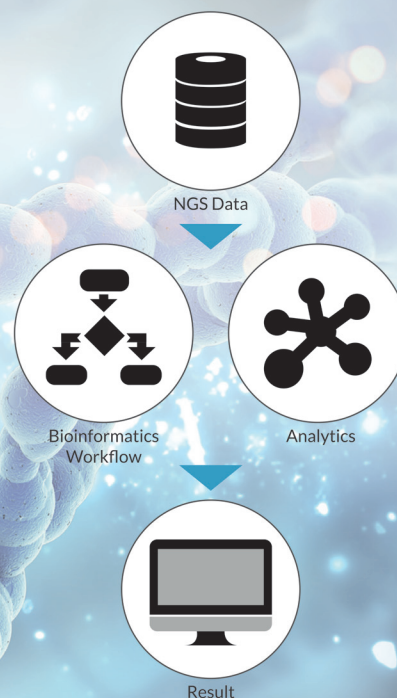 NGS Data
Bioinformatics
Workflow
Analytics
Result